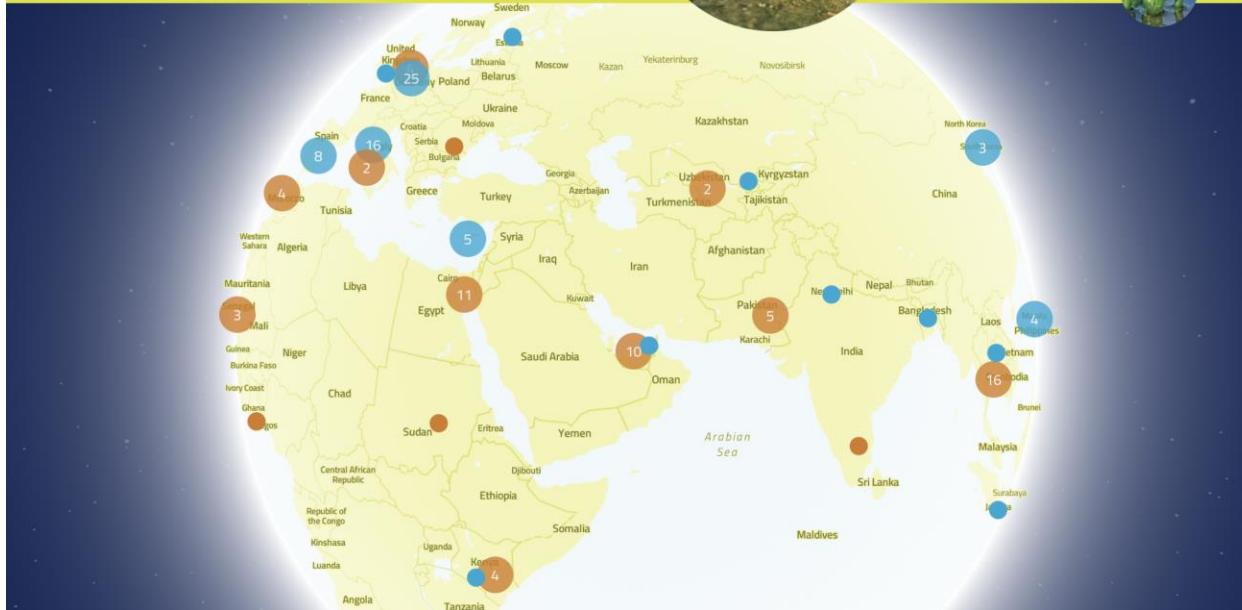 Sweden
Norway
United
25
Poland
Lithuania
Belarus
Moscow
Kazan
Yekaterinburg
Novosibirsk
France
Ukraine
Kazakhstan
North Korea
3
Spain
8
16
2
Croatia
Moldova
Serbia
Bulgaria
Georgia
Azerbaijan
Greece
Turkey
Uzbekistan
2
Turkmenistan
Kyrgyzstan
Tajikistan
China
4
Morocco
Tunisia
Western
Sahara
Algeria
5
Syria
Iraq
Iran
Afghanistan
Mauritania
Libya
Cairo
11
Egypt
Kuwait
Pakistan
5
Karachi
New Delhi
Nepal
Bhutan
Bangladesh
3
Mali
Guinea
Burkina Faso
Ivory Coast
Ghana
Niger
Chad
Sudan
Eritrea
Saudi Arabia
10
Oman
Yemen
India
Laos
4
Philippines
Vietnam
16
Cambodia
Brunei
Arabian
Sea
Central African
Republic
Djibouti
Ethiopia
Somalia
Sri Lanka
Maldives
Malaysia
Surabaya
Republic of
the Congo
Kinshasa
Luanda
Uganda
Kenya
4
Angola
Tanzania